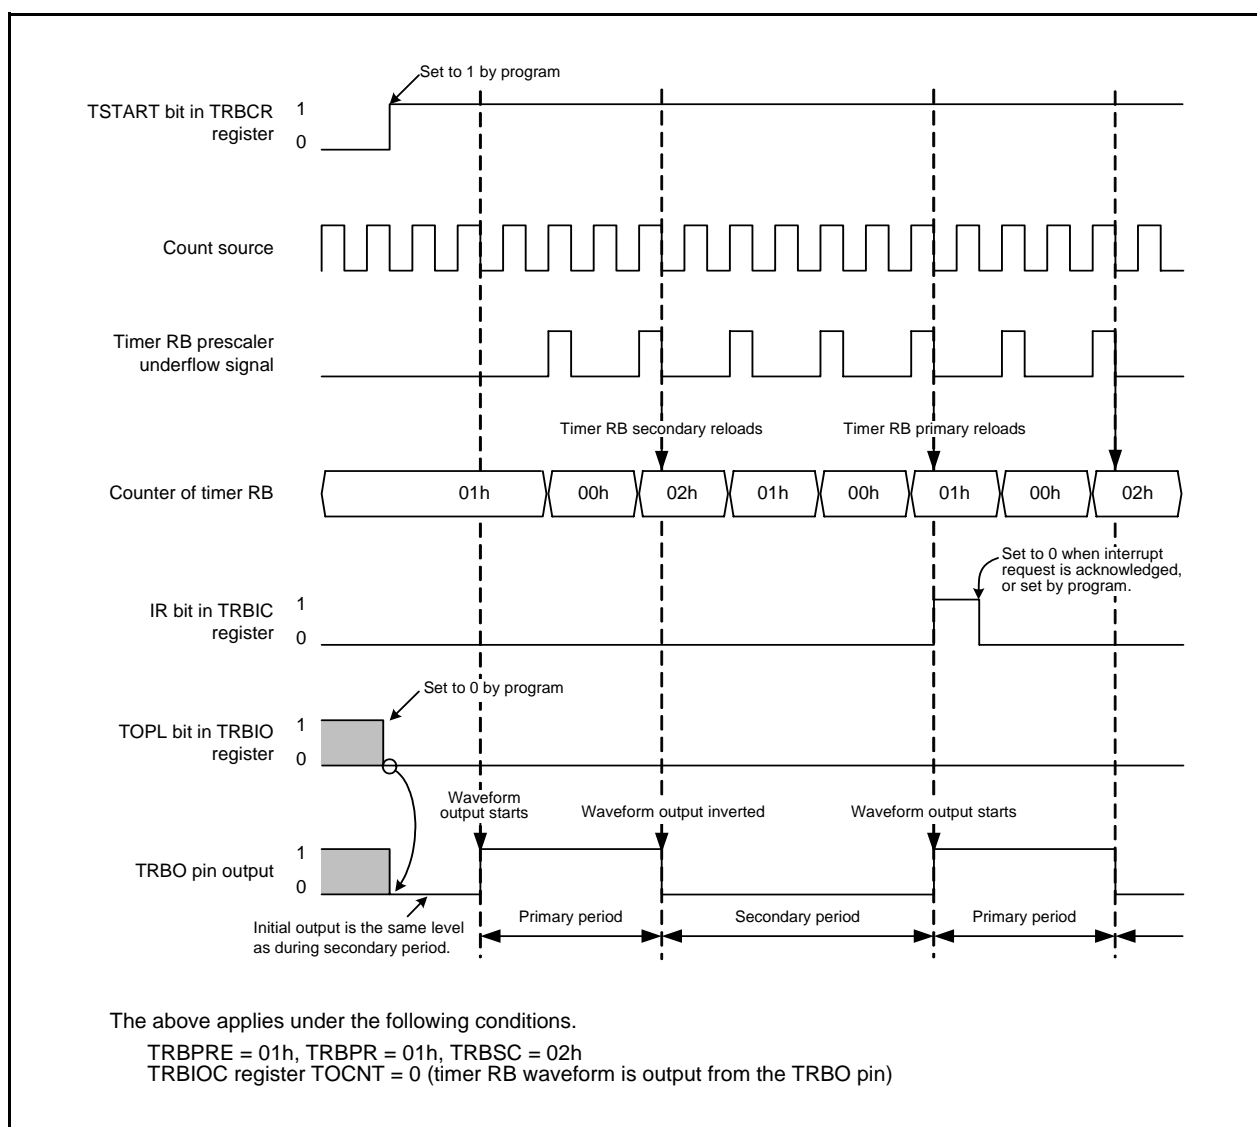 Set to 1 by program
TSTART bit in TRBCR
register
1
0
Count source
Timer RB prescaler
underflow signal
Timer RB secondary reloads
Timer RB primary reloads
Counter of timer RB
01h
00h
02h
01h
00h
01h
00h
02h
Set to 0 when interrupt
request is acknowledged,
or set by program.
IR bit in TRBIC
register
1
0
Set to 0 by program
TOPL bit in TRBIO
register
1
0
Waveform
output starts
Waveform output inverted
Waveform output starts
TRBO pin output
1
0
Initial output is the same level
as during secondary period.
Primary period
Secondary period
Primary period
The above applies under the following conditions.
TRBPRE = 01h, TRBPR = 01h, TRBSC = 02h
TRBIOC register TOCNT = 0 (timer RB waveform is output from the TRBO pin)